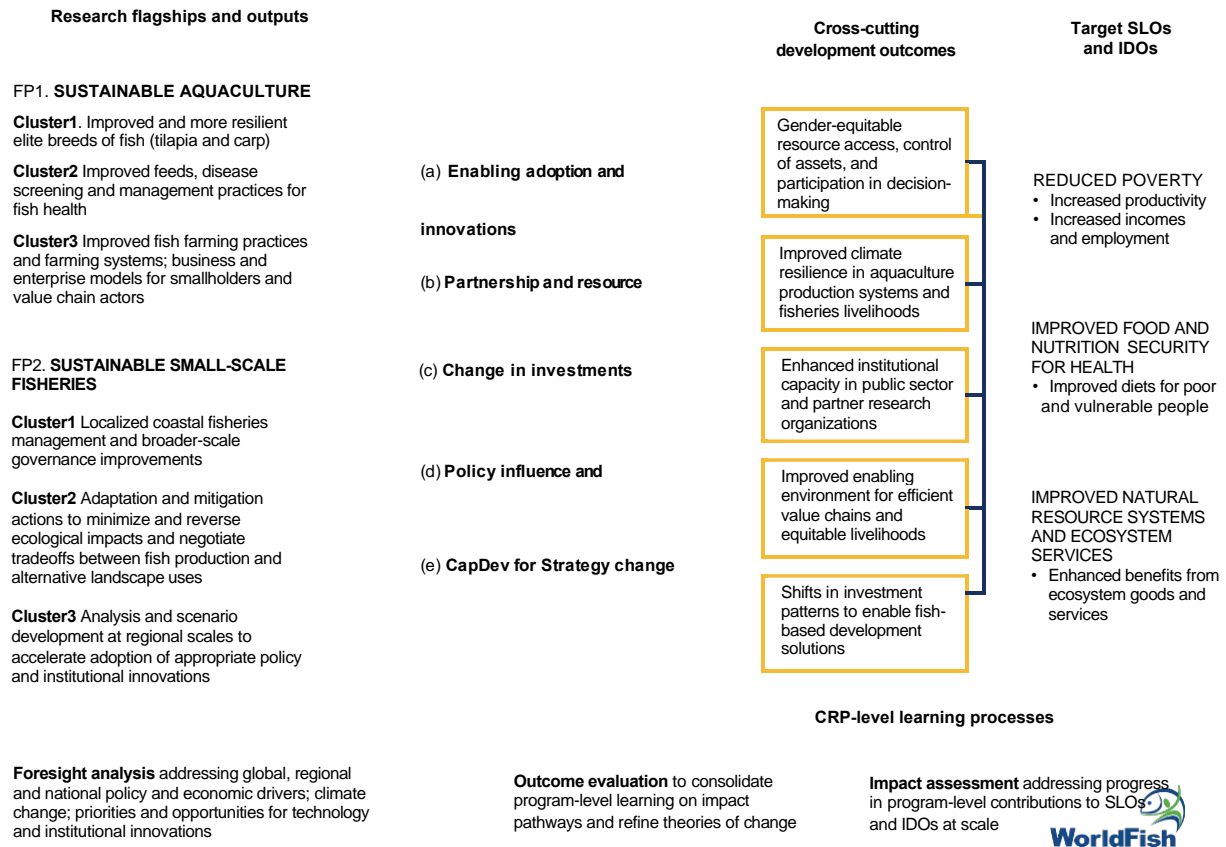 Research flagships and outputs
Cross-cutting
development outcomes
Target SLOs
and IDOs
FP1. SUSTAINABLE AQUACULTURE
Cluster1. Improved and more resilient
elite breeds of fish (tilapia and carp)
Cluster2 Improved feeds, disease
screening and management practices for
fish health
Cluster3 Improved fish farming practices
and farming systems; business and
enterprise models for smallholders and
value chain actors
FP2. SUSTAINABLE SMALL-SCALE
FISHERIES
Cluster1 Localized coastal fisheries
management and broader-scale
governance improvements
Cluster2 Adaptation and mitigation
actions to minimize and reverse
ecological impacts and negotiate
tradeoffs between fish production and
alternative landscape uses
Cluster3 Analysis and scenario
development at regional scales to
accelerate adoption of appropriate policy
and institutional innovations
(a) Enabling adoption and
innovations
(b) Partnership and resource
(c) Change in investments
(d) Policy influence and
(e) CapDev for Strategy change
Gender-equitable
resource access, control
of assets, and
participation in decision-
making
Improved climate
resilience in aquaculture
production systems and
fisheries livelihoods
Enhanced institutional
capacity in public sector
and partner research
organizations
Improved enabling
environment for efficient
value chains and
equitable livelihoods
Shifts in investment
patterns to enable fish-
based development
solutions
REDUCED POVERTY
• Increased productivity
• Increased incomes
and employment
IMPROVED FOOD AND
NUTRITION SECURITY
FOR HEALTH
• Improved diets for poor
and vulnerable people
IMPROVED NATURAL
RESOURCE SYSTEMS
AND ECOSYSTEM
SERVICES
• Enhanced benefits from
ecosystem goods and
services
CRP-level learning processes
Foresight analysis addressing global, regional
and national policy and economic drivers; climate
change; priorities and opportunities for technology
and institutional innovations
Outcome evaluation to consolidate
program-level learning on impact
pathways and refine theories of change
Impact assessment addressing progress
in program-level contributions to SLOs
and IDOs at scale
WorldFish